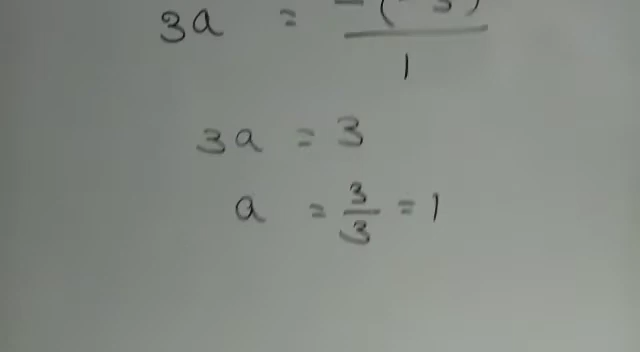 3a = -(-3)/1
3a = 3
a = 3/3 = 1